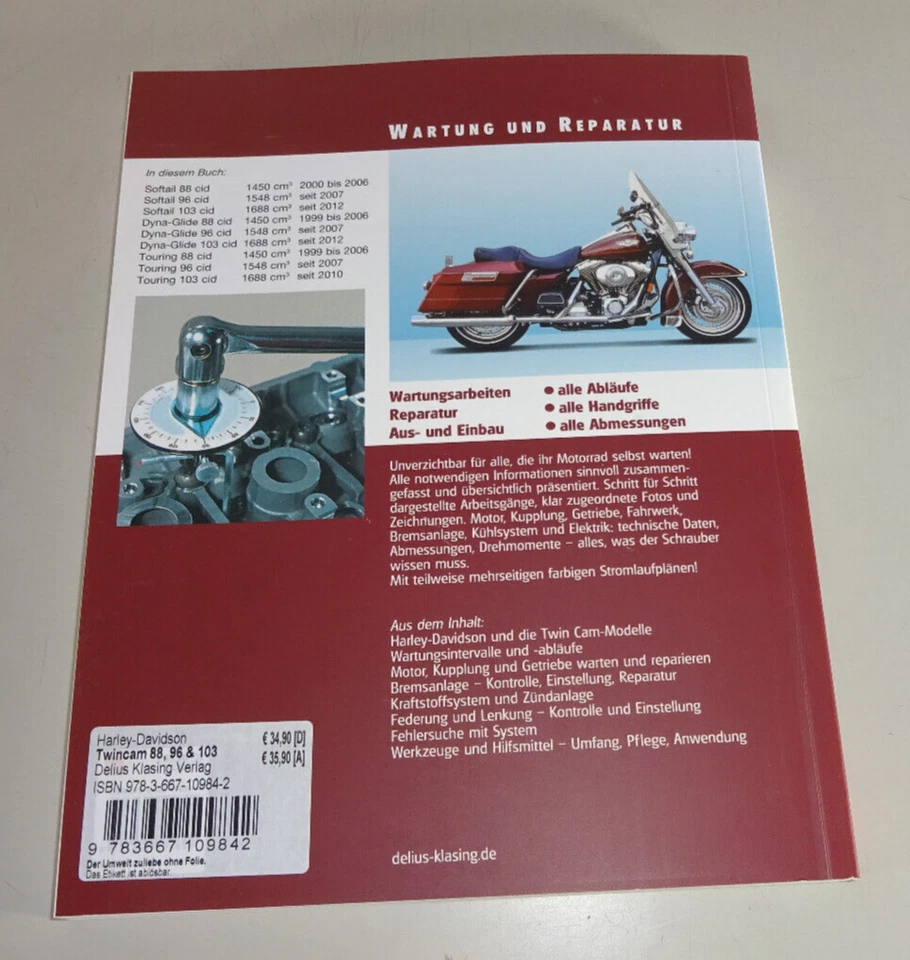 WARTUNG UND REPARATUR
In diesem Buch:
Softail 88 cid 1450 cm³ 2000 bis 2006
Softail 96 cid 1548 cm³ seit 2007
Softail 103 cid 1688 cm³ seit 2012
Dyna-Glide 88 cid 1450 cm³ 1999 bis 2006
Dyna-Glide 96 cid 1548 cm³ seit 2007
Dyna-Glide 103 cid 1688 cm³ seit 2012
Touring 88 cid 1450 cm³ 1999 bis 2006
Touring 96 cid 1548 cm³ seit 2007
Touring 103 cid 1688 cm³ seit 2010
Wartungsarbeiten • alle Abläufe
Reparatur • alle Handgriffe
Aus- und Einbau • alle Abmessungen
Unverzichtbar für alle, die ihr Motorrad selbst warten!
Alle notwendigen Informationen sinnvoll zusammen-
gefasst und übersichtlich präsentiert. Schritt für Schritt
dargestellte Arbeitsgänge, klar zugeordnete Fotos und
Zeichnungen. Motor, Kupplung, Getriebe, Fahrwerk,
Bremsanlage, Kühlsystem und Elektrik: technische Daten,
Abmessungen, Drehmomente – alles, was der Schrauber
wissen muss.
Mit teilweise mehrseitigen farbigen Stromlaufplänen!
Aus dem Inhalt:
Harley-Davidson und die Twin Cam-Modelle
Wartungsintervalle und -abläufe
Motor, Kupplung und Getriebe warten und reparieren
Bremsanlage – Kontrolle, Einstellung, Reparatur
Kraftstoffsystem und Zündanlage
Federung und Lenkung – Kontrolle und Einstellung
Fehlersuche mit System
Werkzeuge und Hilfsmittel – Umfang, Pflege, Anwendung
delius-klasing.de
Harley-Davidson € 34,90 [D]
Twincam 88, 96 & 103 € 35,90 [A]
Delius Klasing Verlag
ISBN 978-3-667-10984-2
9 783667 109842
Der Umwelt zuliebe ohne Folie.
Das Etikett ist ablösbar.